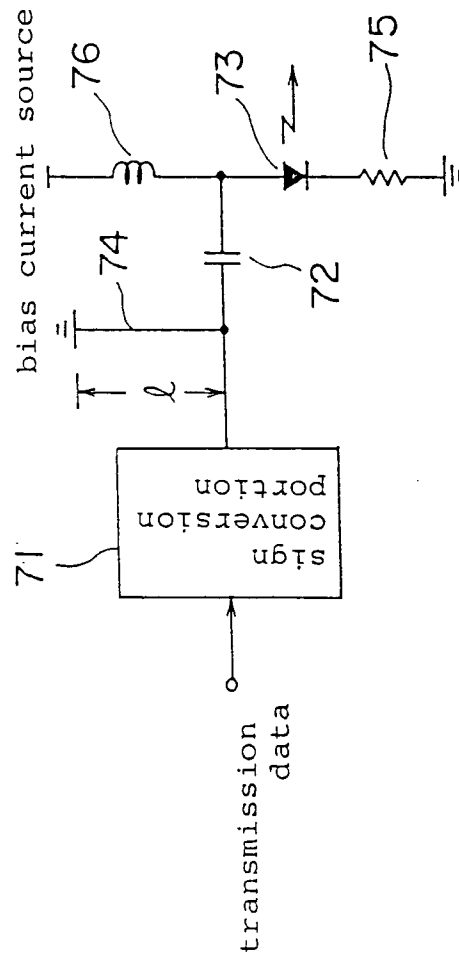 bias current source
76
74
73
72
75
ℓ
71
sign
conversion
portion
transmission
data